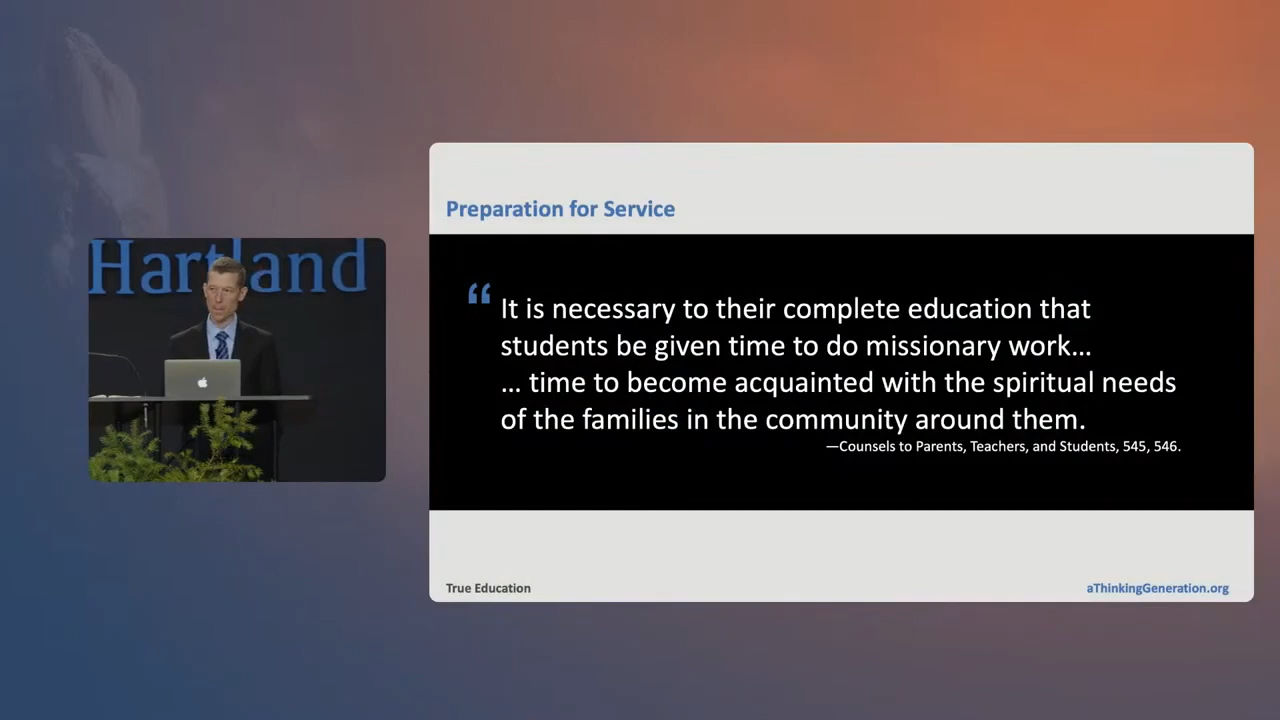 Hartland
Preparation for Service
“ It is necessary to their complete education that
students be given time to do missionary work…
… time to become acquainted with the spiritual needs
of the families in the community around them.
—Counsels to Parents, Teachers, and Students, 545, 546.
True Education
aThinkingGeneration.org